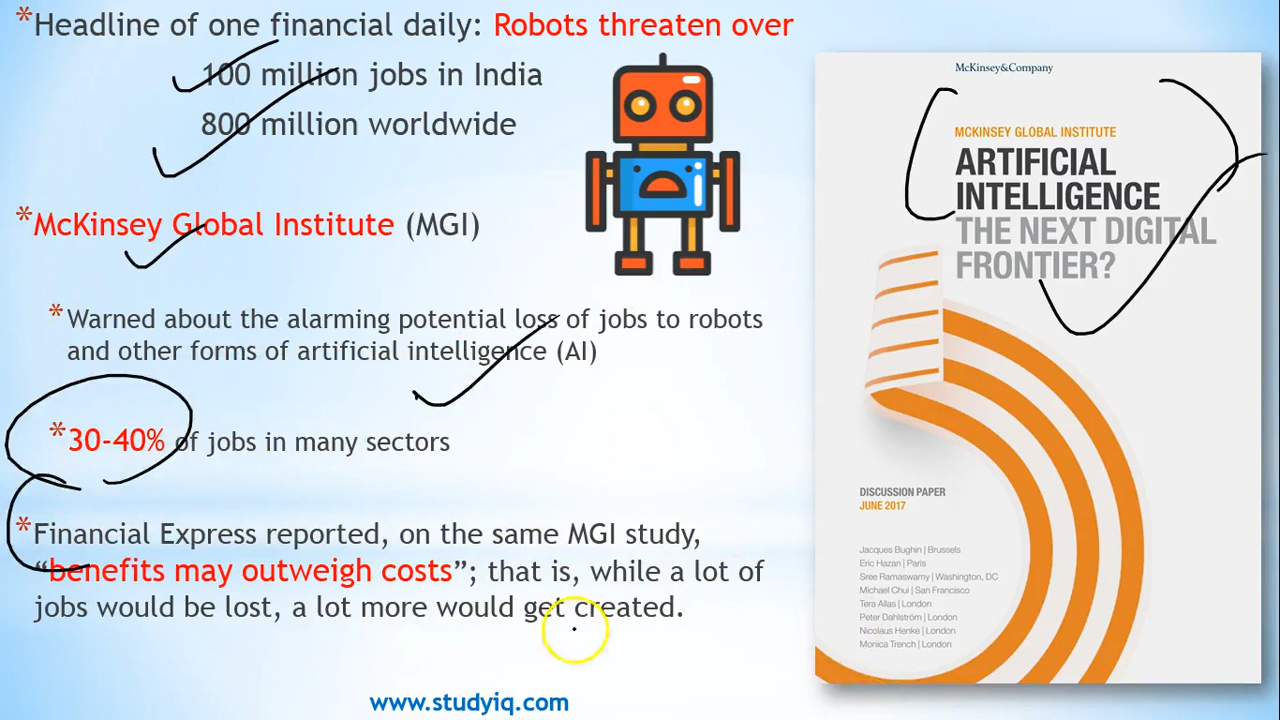 *Headline of one financial daily: Robots threaten over
100 million jobs in India
800 million worldwide
*McKinsey Global Institute (MGI)
*Warned about the alarming potential loss of jobs to robots
and other forms of artificial intelligence (AI)
*30-40% of jobs in many sectors
*Financial Express reported, on the same MGI study,
“benefits may outweigh costs”; that is, while a lot of
jobs would be lost, a lot more would get created.
www.studyiq.com
McKinsey&Company
MCKINSEY GLOBAL INSTITUTE
ARTIFICIAL
INTELLIGENCE
THE NEXT DIGITAL
FRONTIER?
DISCUSSION PAPER
JUNE 2017
Jacques Bughin | Brussels
Eric Hazan | Paris
Sree Ramaswamy | Washington, DC
Michael Chui | San Francisco
Tera Allas | London
Peter Dahlström | London
Nicolaus Henke | London
Monica Trench | London